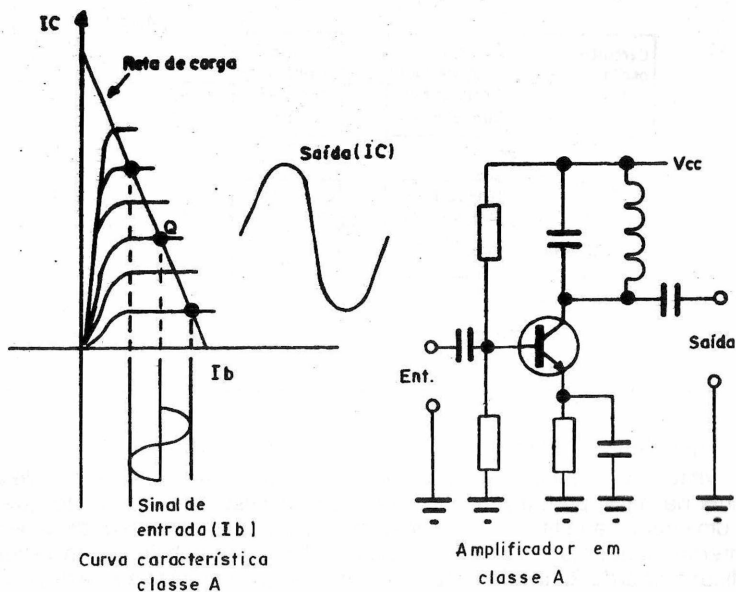 IC
Reta de carga
Saída(IC)
Q
Ib
Sinal de
entrada(Ib)
Curva característica
classe A
Vcc
Ent.
Saída
Amplificador em
classe A